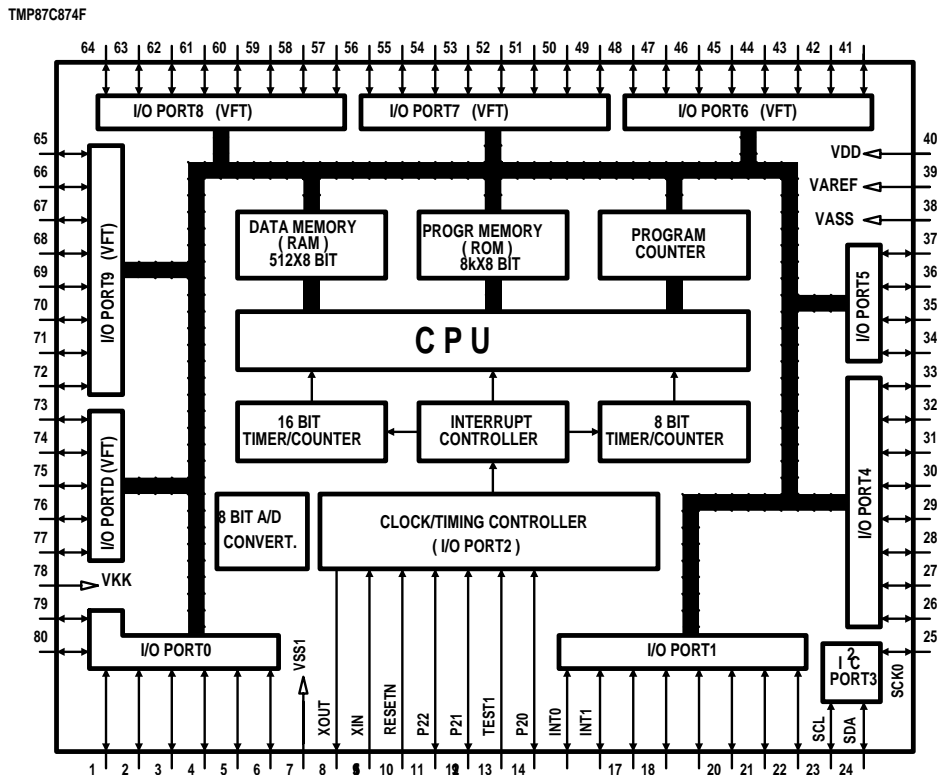 TMP87C874F
64 63 62 61 60 59 58 57 56 55 54 53 52 51 50 49 48 47 46 45 44 43 42 41
I/O PORT8 (VFT)
I/O PORT7 (VFT)
I/O PORT6 (VFT)
65
66
67
68
69
70
71
72
73
74
75
76
77
78
79
80
I/O PORT9 (VFT)
I/O PORTD (VFT)
VKK
DATA MEMORY
( RAM )
512X8 BIT
PROGR MEMORY
( ROM )
8kX8 BIT
PROGRAM
COUNTER
CPU
16 BIT
TIMER/COUNTER
INTERRUPT
CONTROLLER
8 BIT
TIMER/COUNTER
8 BIT A/D
CONVERT.
CLOCK/TIMING CONTROLLER
( I/O PORT2 )
VDD
VAREF
VASS
40
39
38
37
36
35
34
33
32
31
30
29
28
27
26
25
I/O PORT5
I/O PORT4
I/O PORT0
I/O PORT1
I2C
PORT3
SCK0
VSS1
XOUT
XIN
RESETN
P22
P21
TEST1
P20
INT0
INT1
SCL
SDA
1 2 3 4 5 6 7 8 10 11 13 14 17 18 20 21 22 23 24